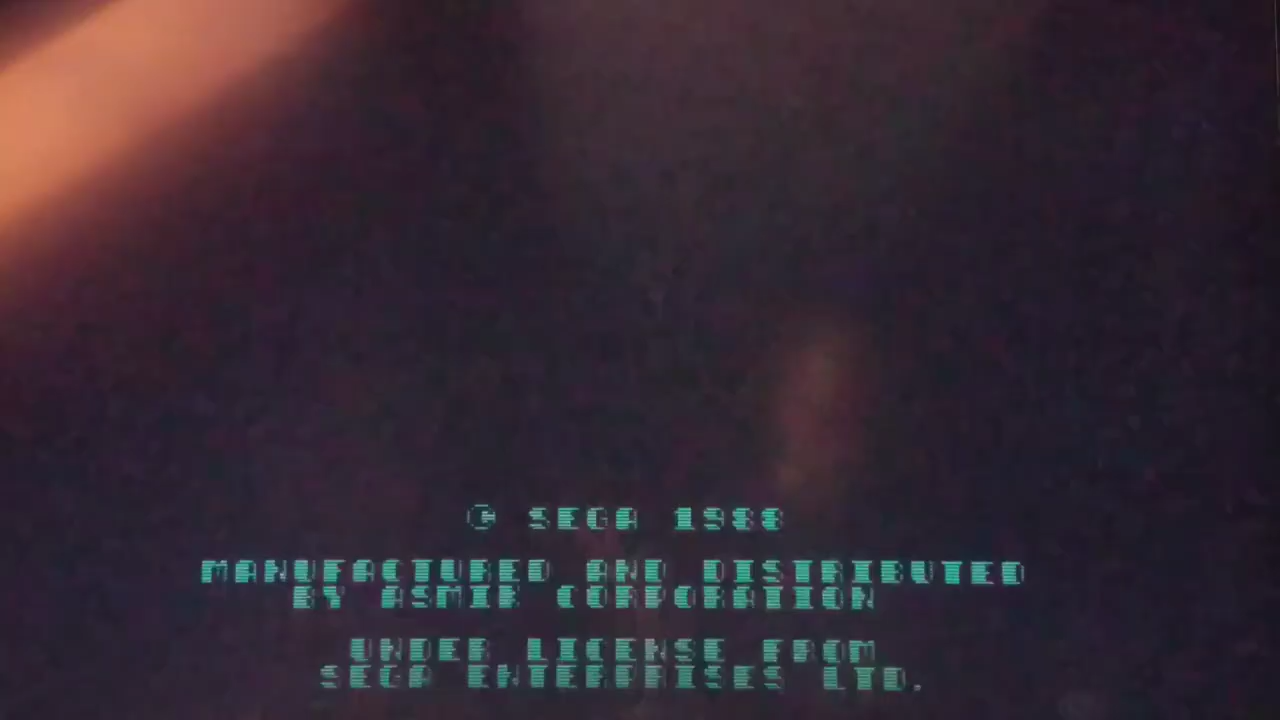 © SEGA 1988
MANUFACTURED AND DISTRIBUTED
BY ASMIK CORPORATION
UNDER LICENSE FROM
SEGA ENTERPRISES LTD.